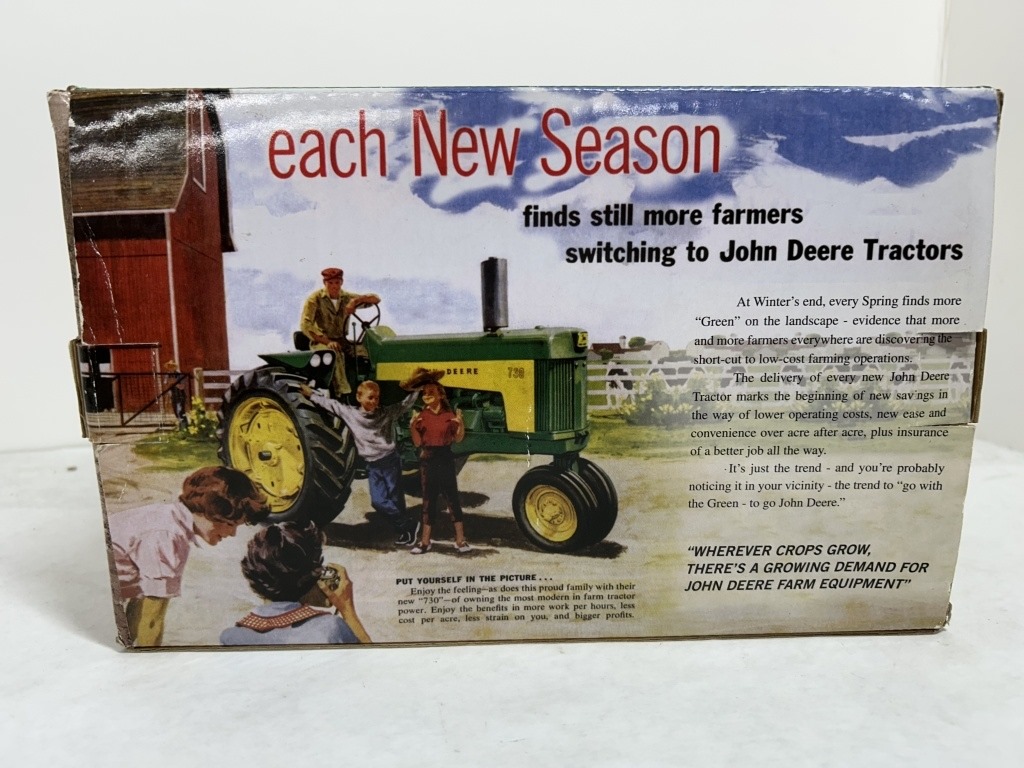 each New Season
finds still more farmers
switching to John Deere Tractors
At Winter's end, every Spring finds more
"Green" on the landscape - evidence that more
and more farmers everywhere are discovering the
short-cut to low-cost farming operations.
The delivery of every new John Deere
Tractor marks the beginning of new savings in
the way of lower operating costs, new ease and
convenience over acre after acre, plus insurance
of a better job all the way.
It's just the trend - and you're probably
noticing it in your vicinity - the trend to "go with
the Green - to go John Deere."
"WHEREVER CROPS GROW,
THERE'S A GROWING DEMAND FOR
JOHN DEERE FARM EQUIPMENT"
DEERE
730
PUT YOURSELF IN THE PICTURE . . .
Enjoy the feeling—as does this proud family with their
new "730"—of owning the most modern in farm tractor
power. Enjoy the benefits in more work per hours, less
cost per acre, less strain on you, and bigger profits.